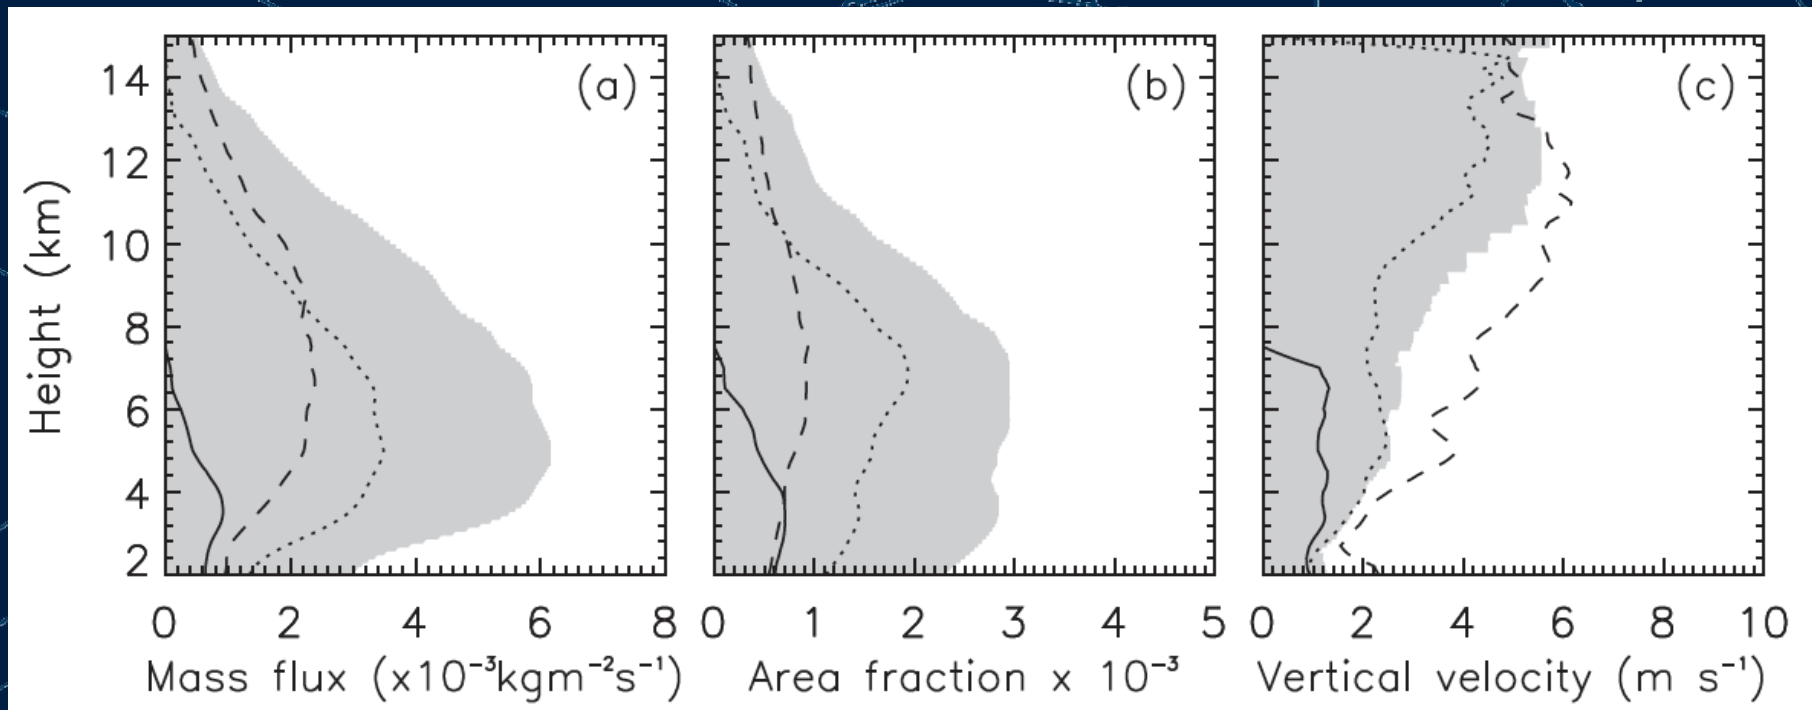 (a)
(b)
(c)
14
12
10
8
6
4
2
Height (km)
0 2 4 6 8
0 1 2 3 4 5
0 2 4 6 8 10
Mass flux (x10⁻³kgm⁻²s⁻¹)
Area fraction x 10⁻³
Vertical velocity (m s⁻¹)